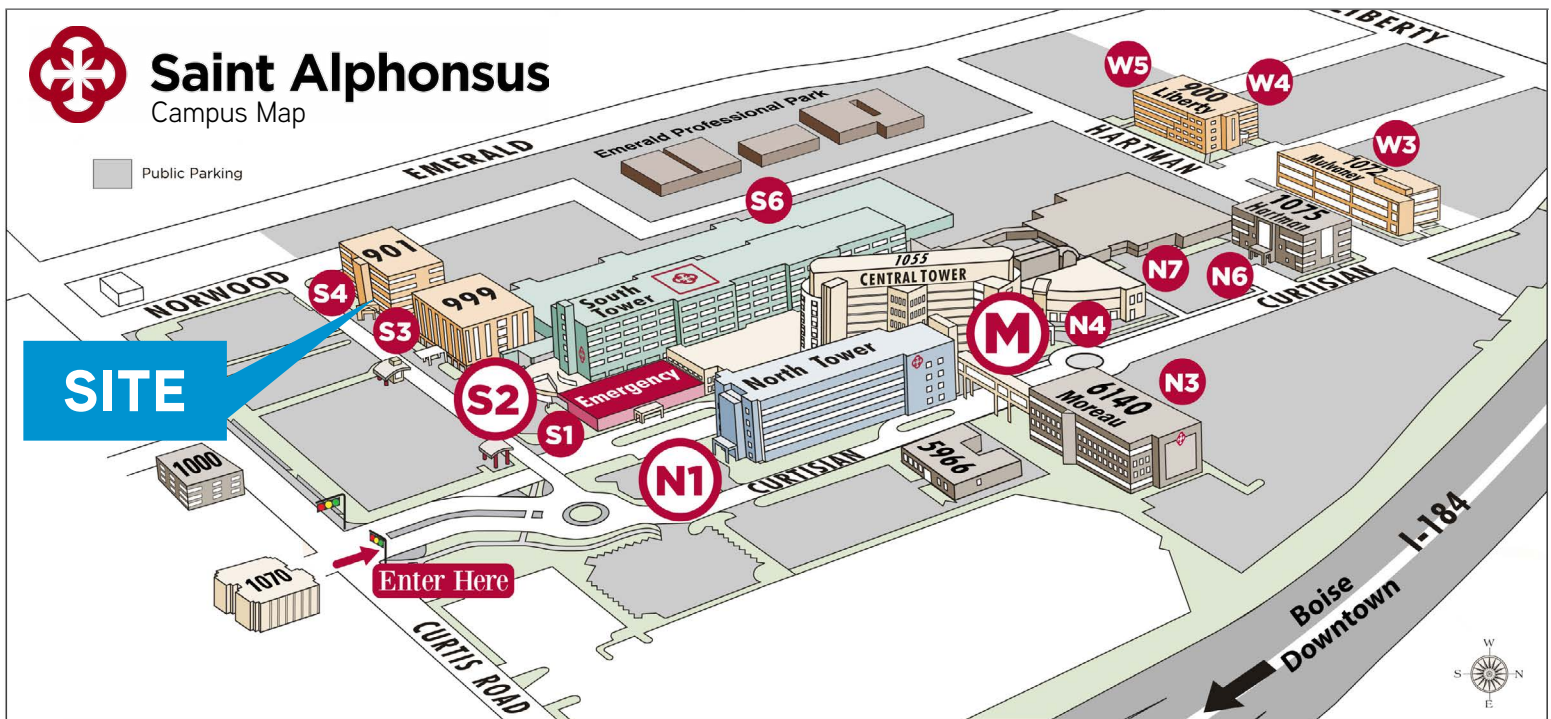 Saint Alphonsus
Campus Map
Public Parking
LIBERTY
EMERALD
Emerald Professional Park
W5
900
Liberty
W4
HARTMAN
W3
1072
Mulvaney
1075
Hartman
S6
NORWOOD
901
S4
999
S3
South
Tower
1055
CENTRAL TOWER
N7
N6
CURTISIAN
M
N4
N3
6140
Moreau
SITE
S2
S1
Emergency
North Tower
N1
CURTISIAN
5966
1000
1070
Enter Here
CURTIS ROAD
I-184
Boise
Downtown
W
S
N
E